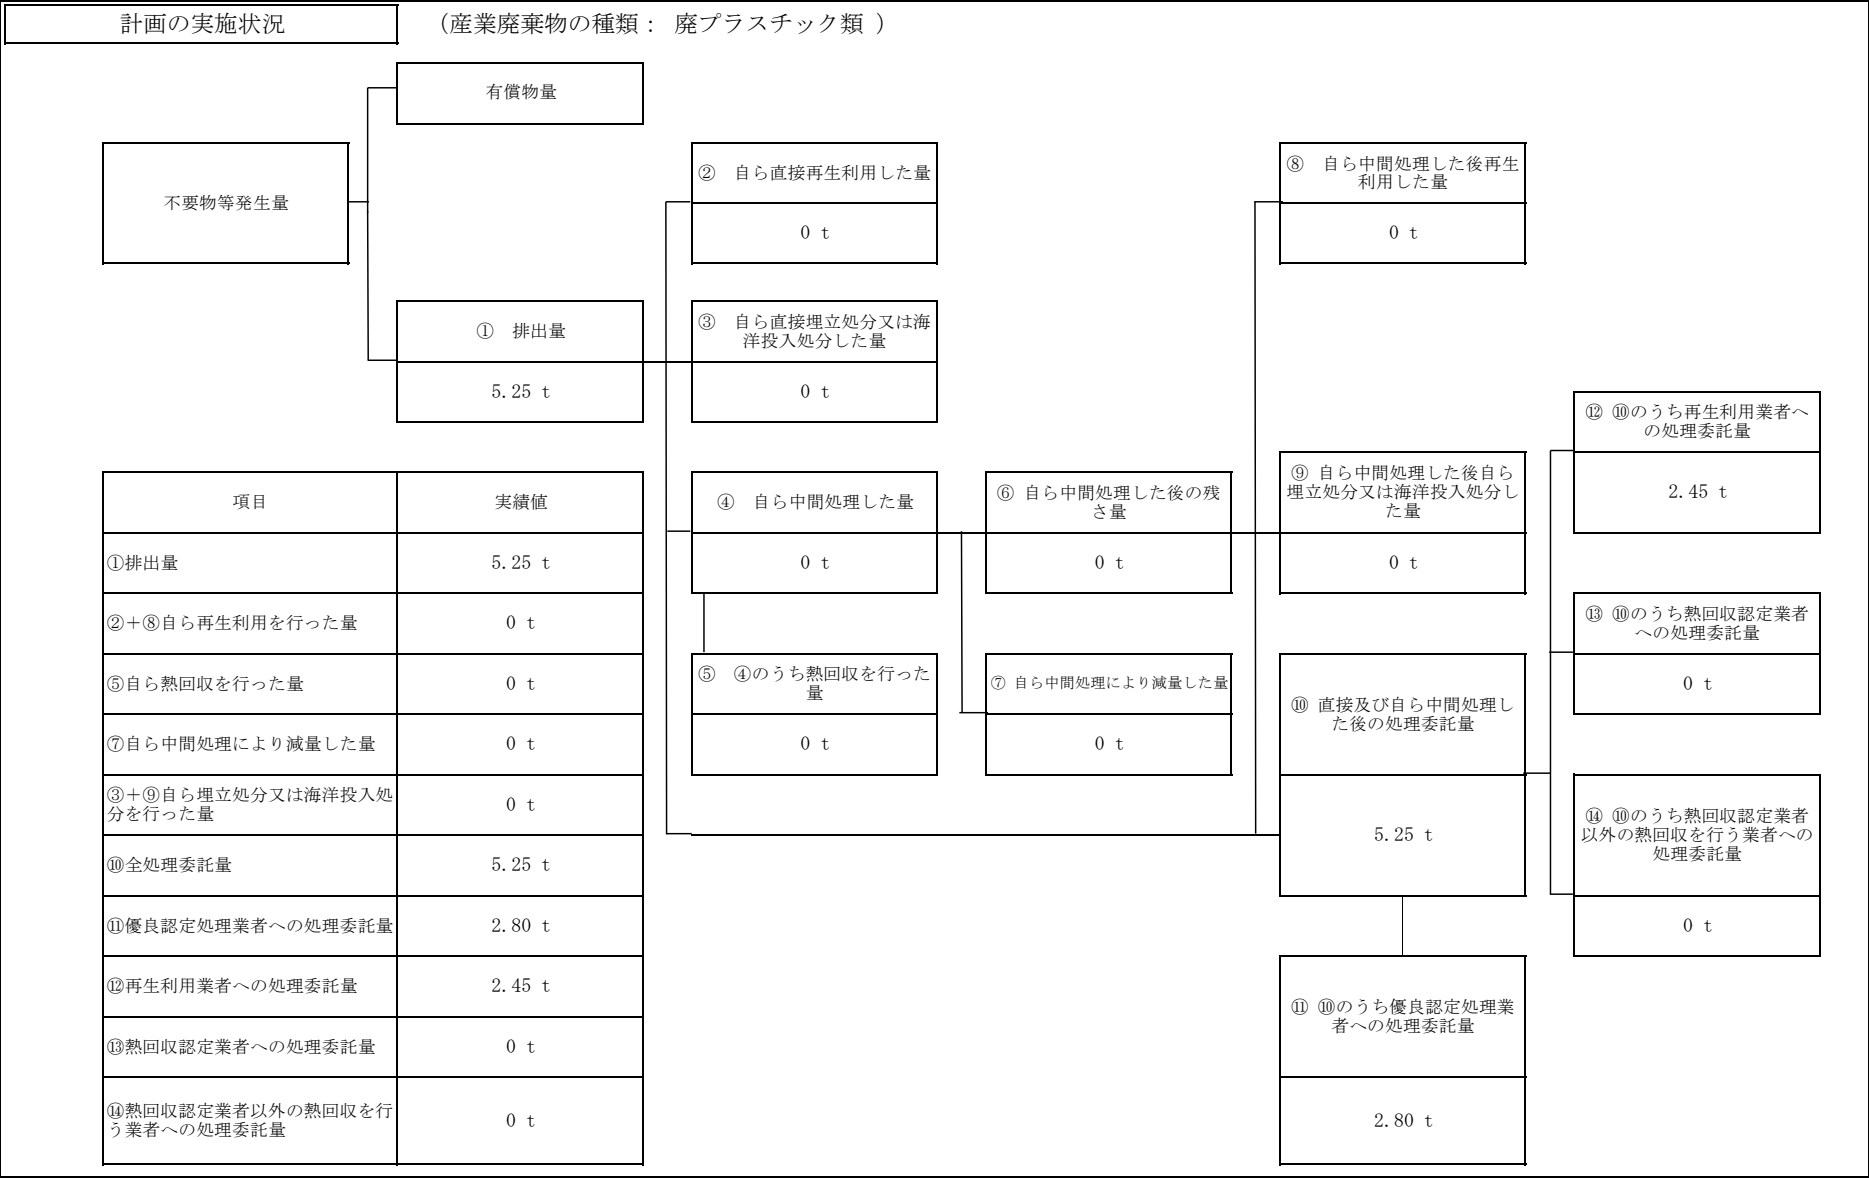 計画の実施状況 （産業廃棄物の種類： 廃プラスチック類 ）
有償物量
不要物等発生量
② 自ら直接再生利用した量
0 t
⑧ 自ら中間処理した後再生
利用した量
0 t
① 排出量
5.25 t
③ 自ら直接埋立処分又は海
洋投入処分した量
0 t
⑫ ⑩のうち再生利用業者へ
の処理委託量
2.45 t
④ 自ら中間処理した量
0 t
⑥ 自ら中間処理した後の残
さ量
0 t
⑨ 自ら中間処理した後自ら
埋立処分又は海洋投入処分し
た量
0 t
⑬ ⑩のうち熱回収認定業者
への処理委託量
0 t
⑤ ④のうち熱回収を行った
量
0 t
⑦ 自ら中間処理により減量した量
0 t
⑩ 直接及び自ら中間処理し
た後の処理委託量
5.25 t
⑭ ⑩のうち熱回収認定業者
以外の熱回収を行う業者への
処理委託量
0 t
⑪ ⑩のうち優良認定処理業
者への処理委託量
2.80 t
項目 実績値
①排出量 5.25 t
②＋⑧自ら再生利用を行った量 0 t
⑤自ら熱回収を行った量 0 t
⑦自ら中間処理により減量した量 0 t
③＋⑨自ら埋立処分又は海洋投入処
分を行った量 0 t
⑩全処理委託量 5.25 t
⑪優良認定処理業者への処理委託量 2.80 t
⑫再生利用業者への処理委託量 2.45 t
⑬熱回収認定業者への処理委託量 0 t
⑭熱回収認定業者以外の熱回収を行
う業者への処理委託量 0 t